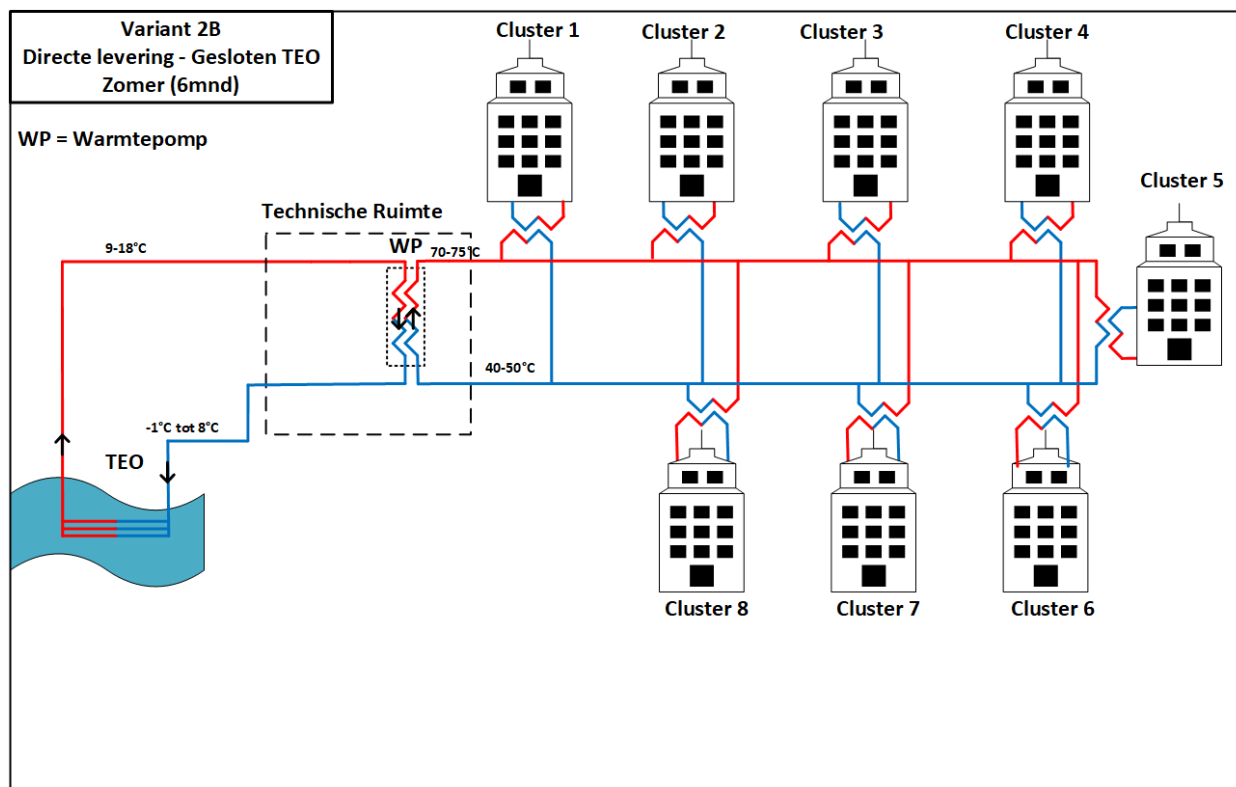 Variant 2B
Directe levering - Gesloten TEO
Zomer (6mnd)
WP = Warmtepomp
Cluster 1
Cluster 2
Cluster 3
Cluster 4
Cluster 5
Technische Ruimte
9-18°C
WP
70-75°C
40-50°C
-1°C tot 8°C
TEO
Cluster 8
Cluster 7
Cluster 6